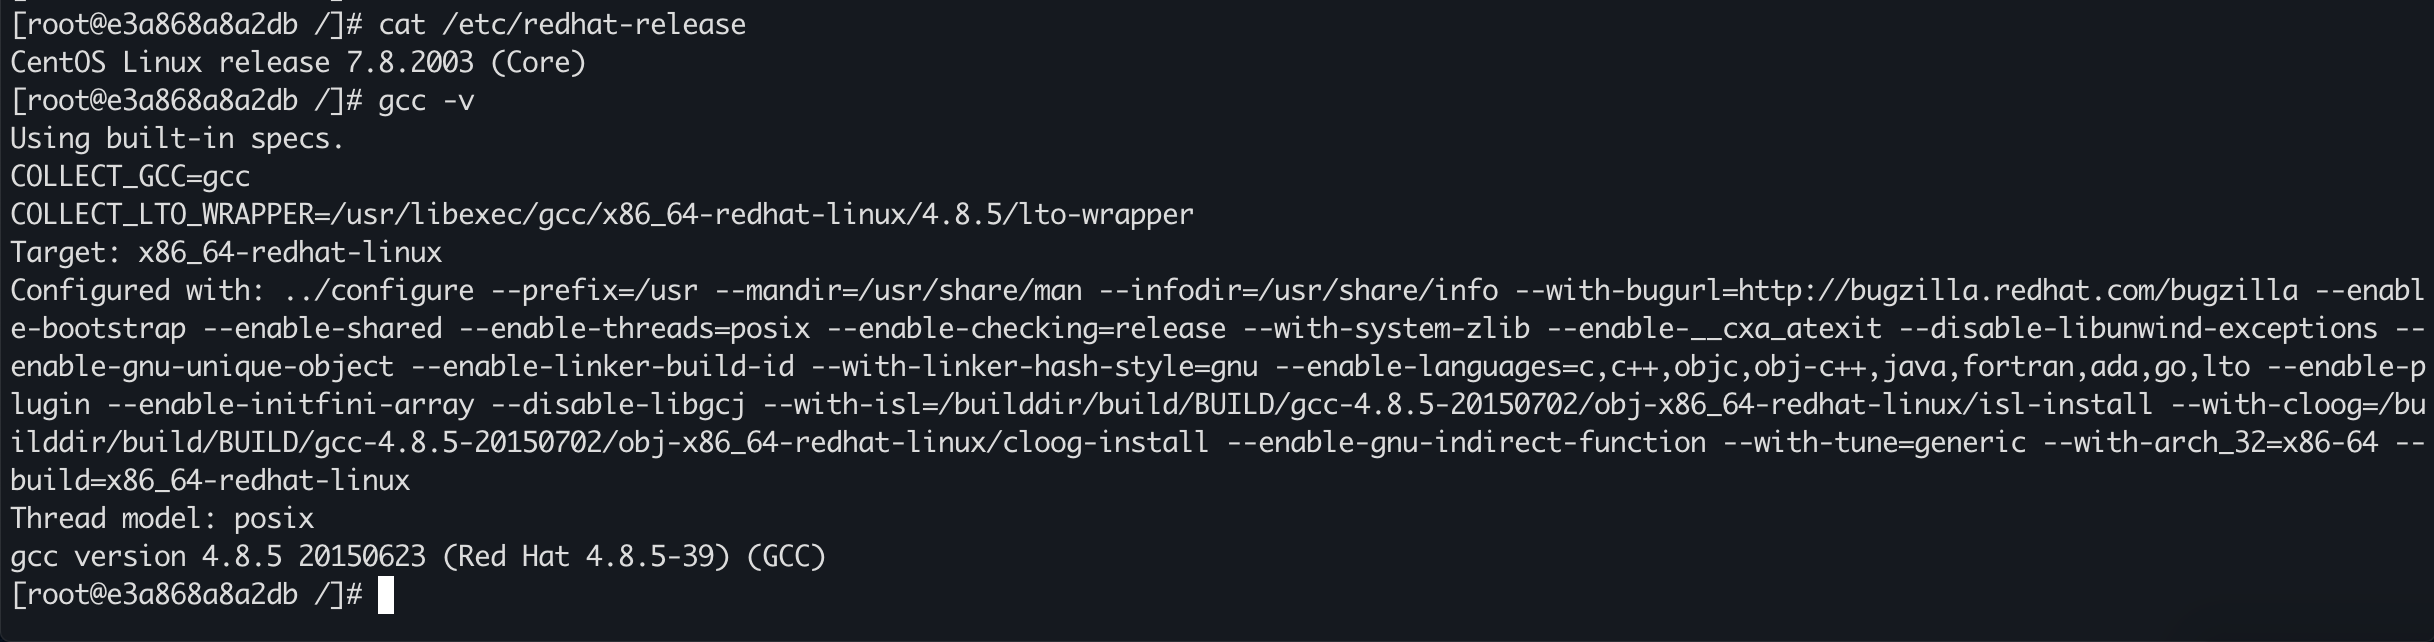 [root@e3a868a8a2db /]# cat /etc/redhat-release
CentOS Linux release 7.8.2003 (Core)
[root@e3a868a8a2db /]# gcc -v
Using built-in specs.
COLLECT_GCC=gcc
COLLECT_LTO_WRAPPER=/usr/libexec/gcc/x86_64-redhat-linux/4.8.5/lto-wrapper
Target: x86_64-redhat-linux
Configured with: ../configure --prefix=/usr --mandir=/usr/share/man --infodir=/usr/share/info --with-bugurl=http://bugzilla.redhat.com/bugzilla --enabl
e-bootstrap --enable-shared --enable-threads=posix --enable-checking=release --with-system-zlib --enable-__cxa_atexit --disable-libunwind-exceptions --
enable-gnu-unique-object --enable-linker-build-id --with-linker-hash-style=gnu --enable-languages=c,c++,objc,obj-c++,java,fortran,ada,go,lto --enable-p
lugin --enable-initfini-array --disable-libgcj --with-isl=/builddir/build/BUILD/gcc-4.8.5-20150702/obj-x86_64-redhat-linux/isl-install --with-cloog=/bu
ilddir/build/BUILD/gcc-4.8.5-20150702/obj-x86_64-redhat-linux/cloog-install --enable-gnu-indirect-function --with-tune=generic --with-arch_32=x86-64 --
build=x86_64-redhat-linux
Thread model: posix
gcc version 4.8.5 20150623 (Red Hat 4.8.5-39) (GCC)
[root@e3a868a8a2db /]#